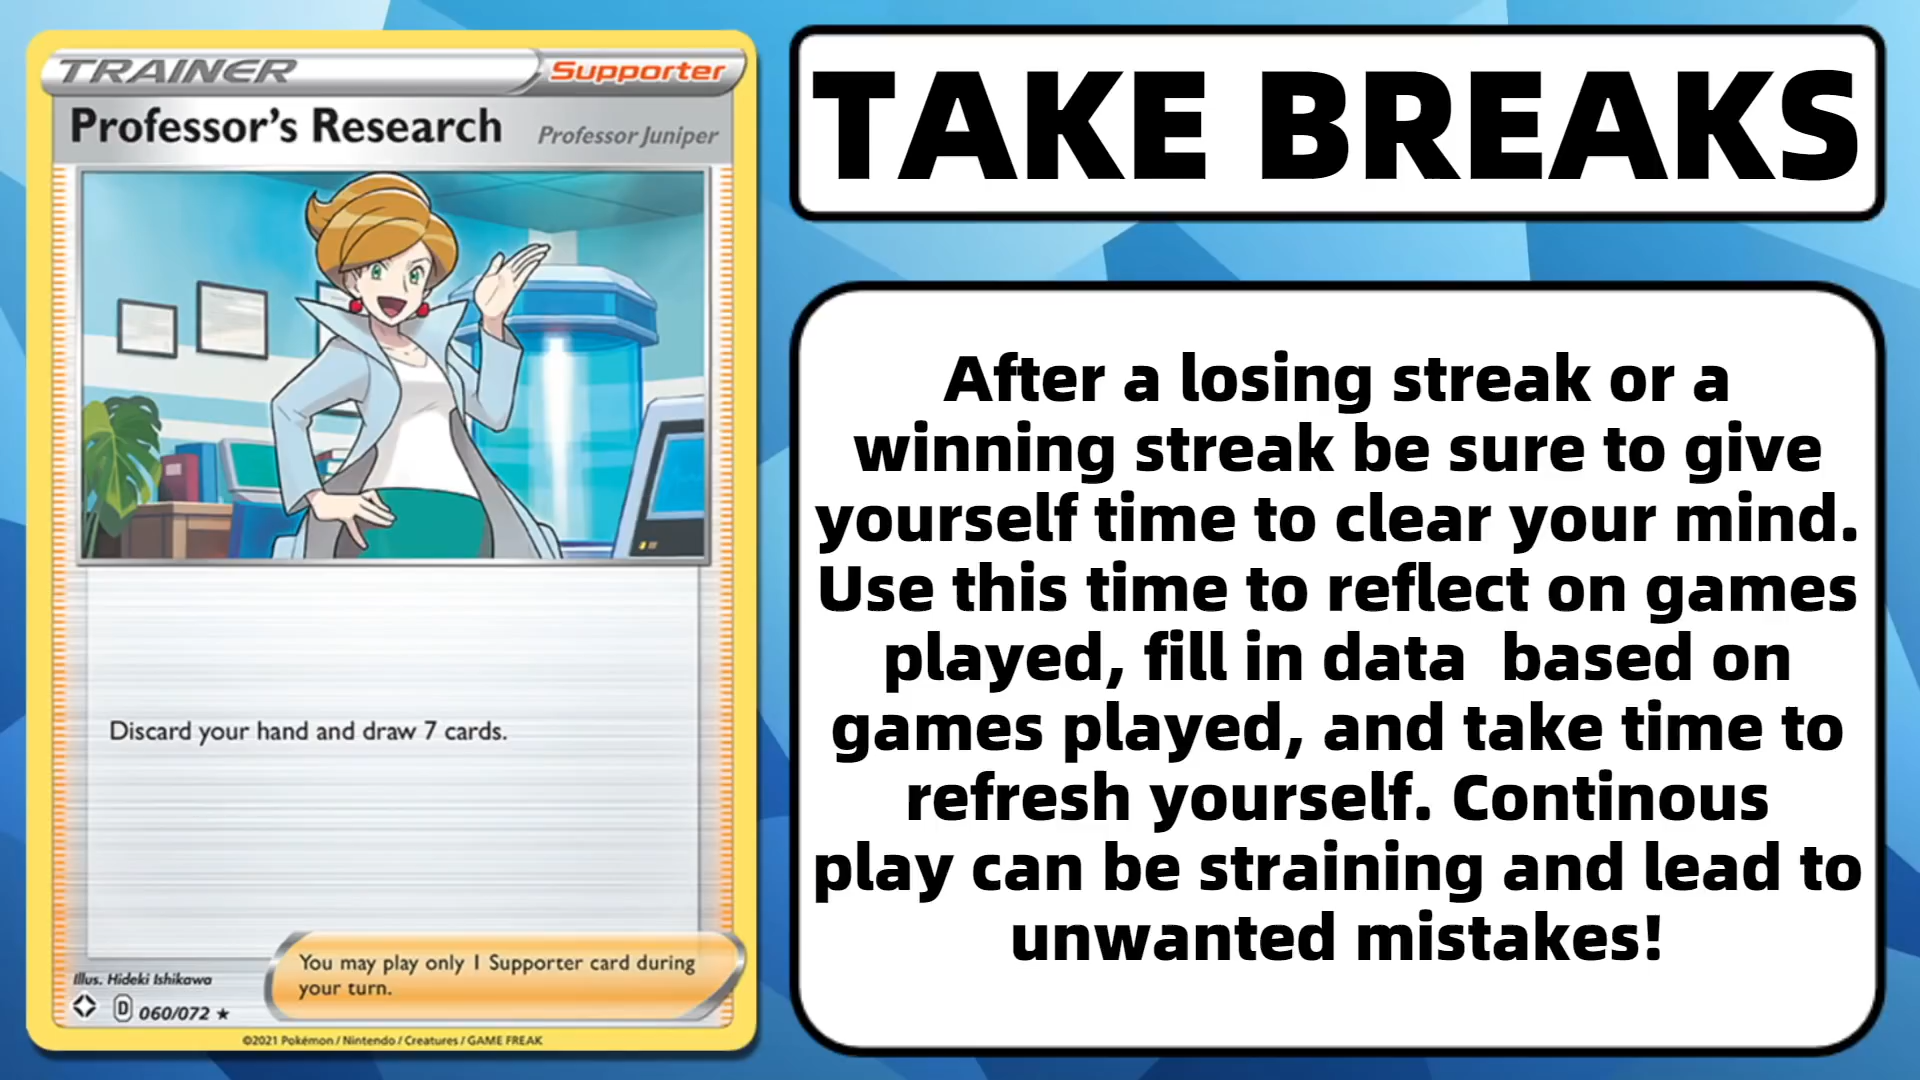 TRAINER
Supporter
Professor's Research
Professor Juniper
Discard your hand and draw 7 cards.
You may play only 1 Supporter card during
your turn.
Illus. Hideki Ishikawa
D 060/072 ★
©2021 Pokémon / Nintendo / Creatures / GAME FREAK
TAKE BREAKS
After a losing streak or a
winning streak be sure to give
yourself time to clear your mind.
Use this time to reflect on games
played, fill in data  based on
games played, and take time to
refresh yourself. Continous
play can be straining and lead to
unwanted mistakes!